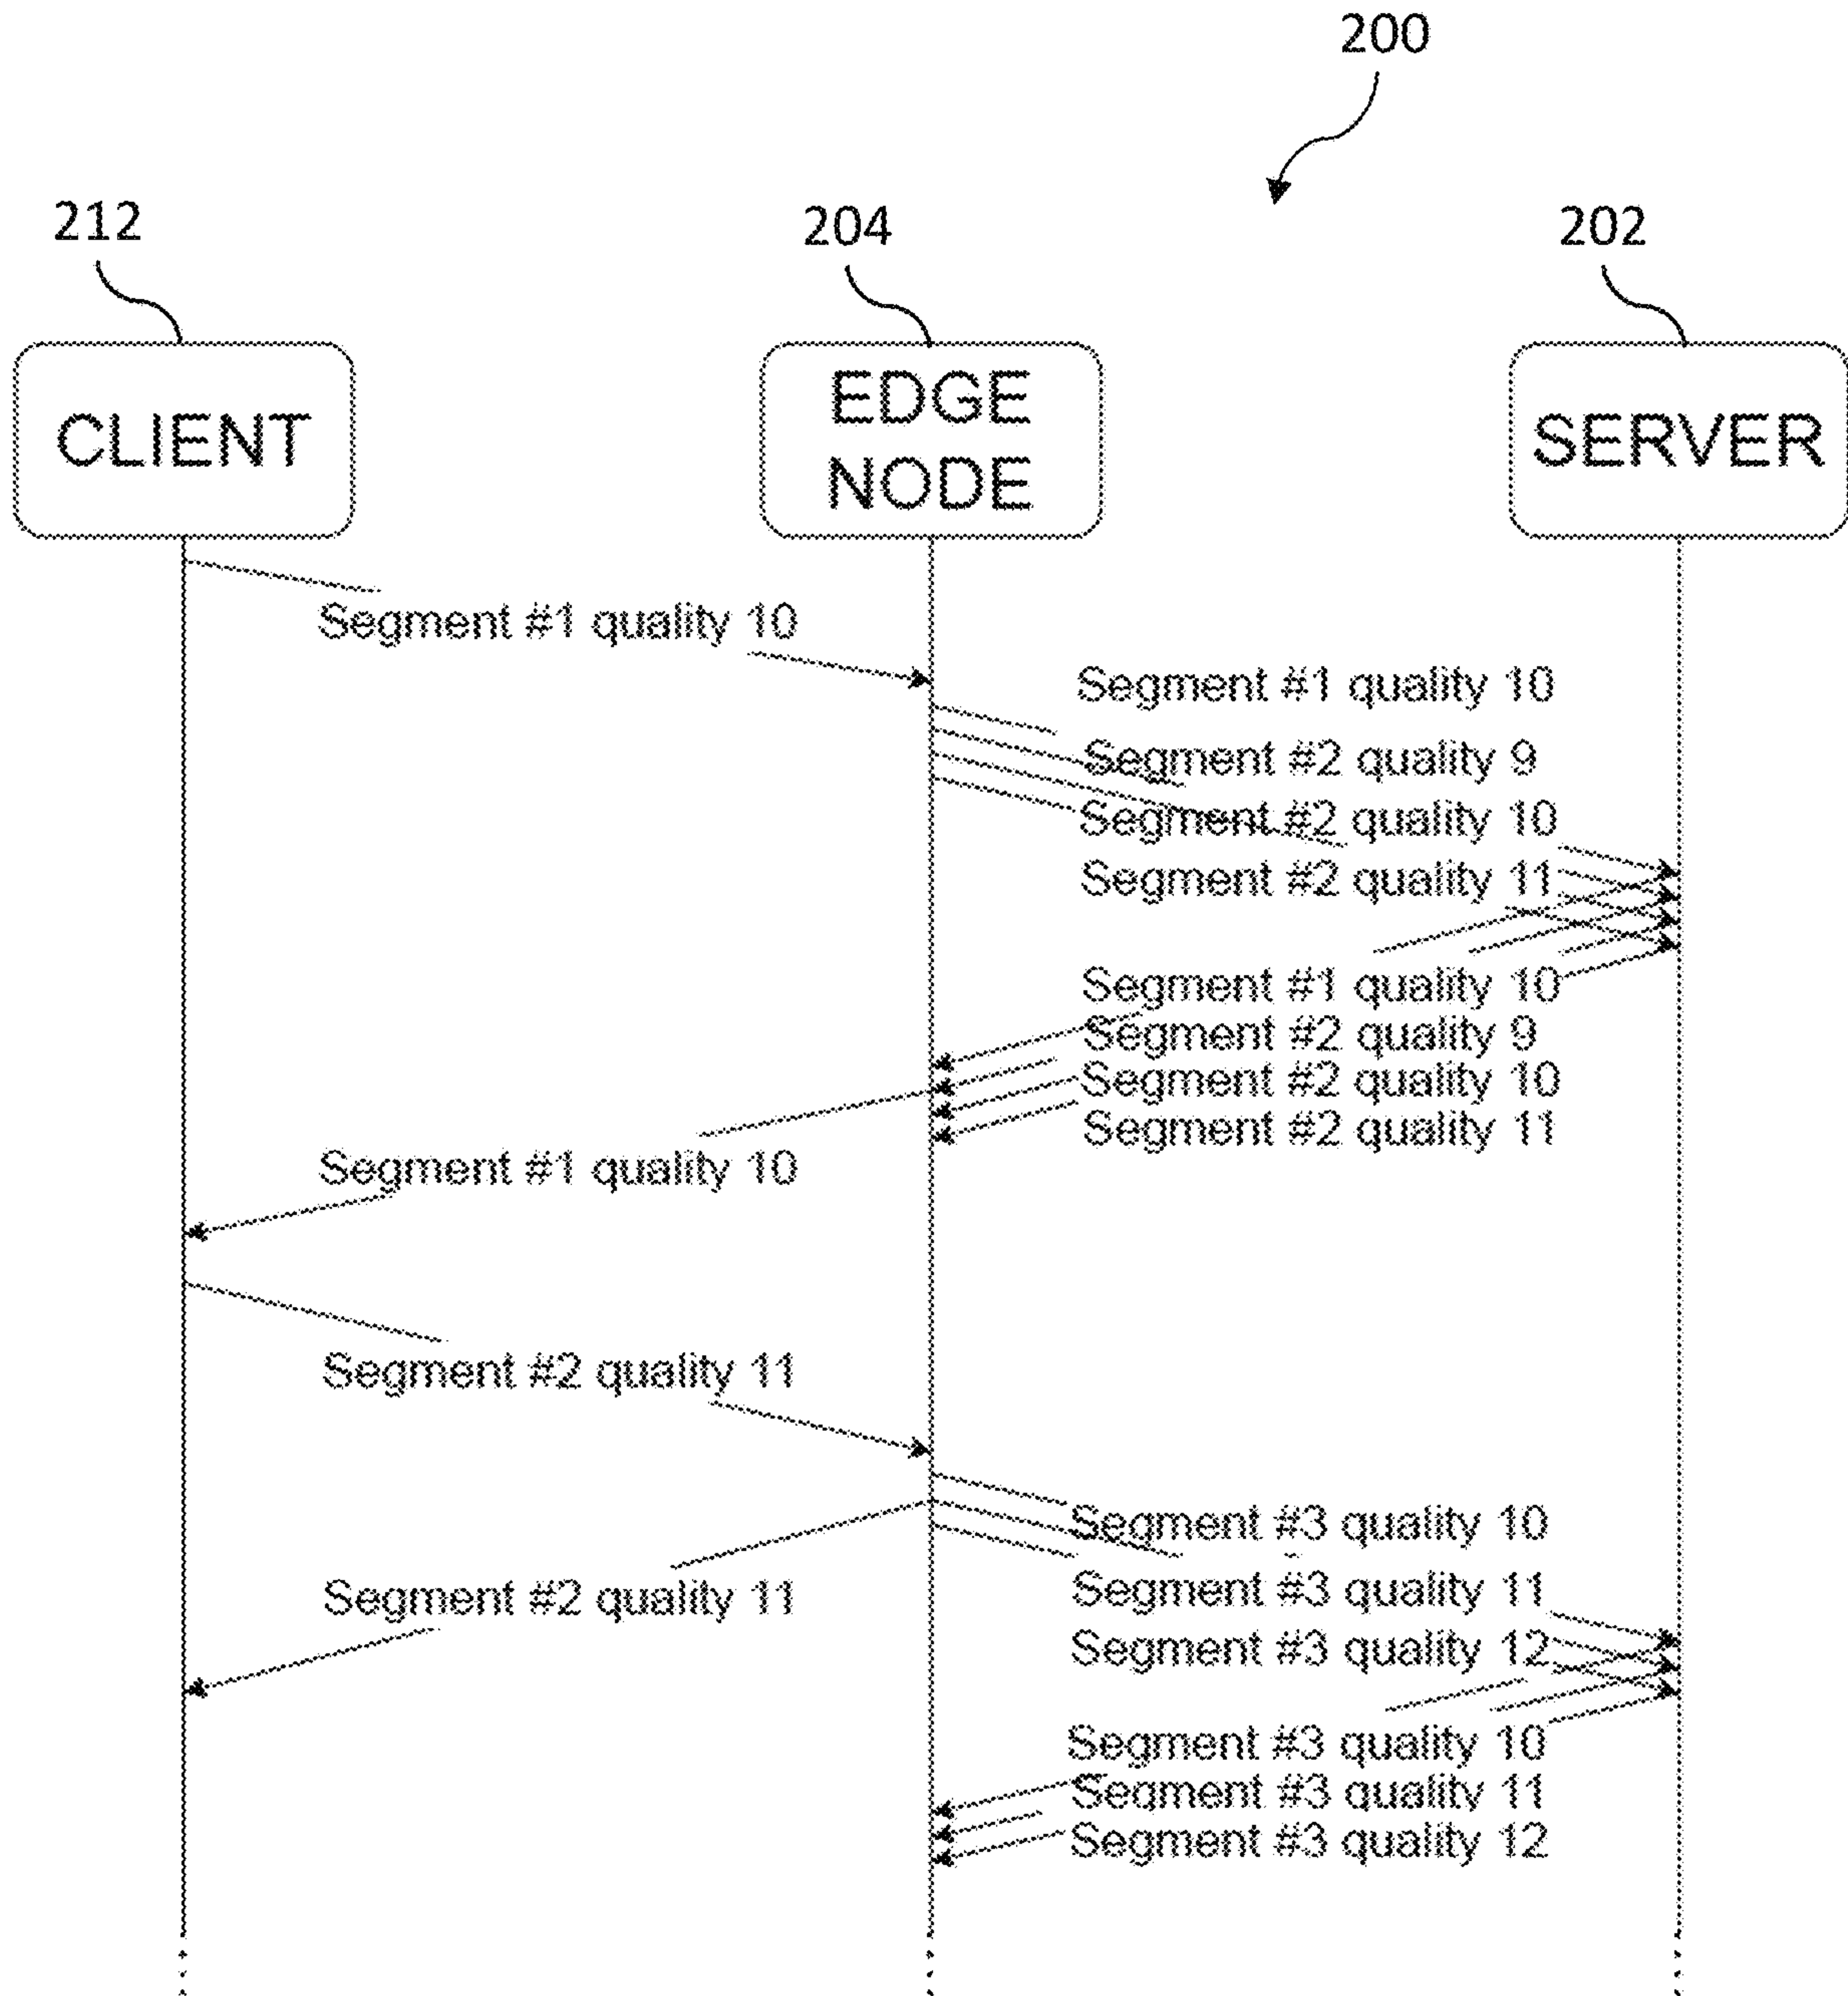 200
212
204
202
CLIENT
EDGE
NODE
SERVER
Segment #1 quality 10
Segment #1 quality 10
Segment #2 quality 9
Segment #2 quality 10
Segment #2 quality 11
Segment #1 quality 10
Segment #2 quality 9
Segment #2 quality 10
Segment #2 quality 11
Segment #1 quality 10
Segment #2 quality 11
Segment #3 quality 10
Segment #2 quality 11
Segment #3 quality 11
Segment #3 quality 12
Segment #3 quality 10
Segment #3 quality 11
Segment #3 quality 12